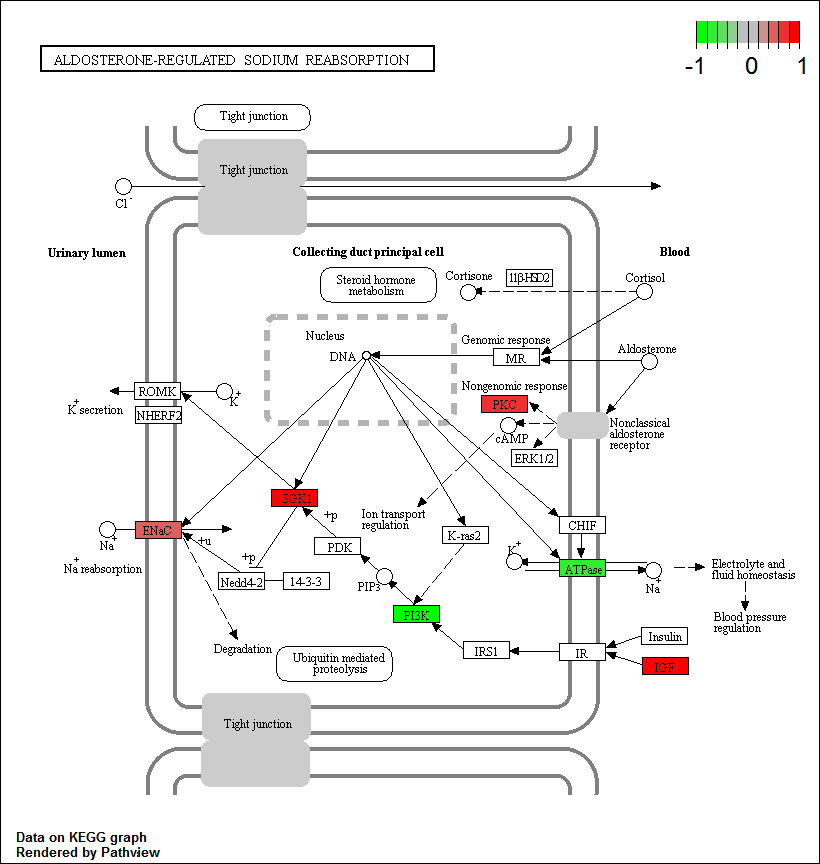 -1 0 1
ALDOSTERONE-REGULATED SODIUM REABSORPTION
Tight junction
Tight junction
Cl -
Urinary lumen
Collecting duct principal cell
Blood
Steroid hormone
metabolism
Cortisone
11β-HSD2
Cortisol
Nucleus
DNA
Genomic response
MR
Aldosterone
Nongenomic response
PKC
cAMP
ERK1/2
Nonclassical
aldosterone
receptor
ROMK
NHERF2
K+
K+ secretion
SGK1
Ion transport
regulation
ENaC
Na+
Na+ reabsorption
+u
+p
+p
PDK
K-ras2
CHIF
K+
ATPase
Na+
Electrolyte and
fluid homeostasis
Blood pressure
regulation
Nedd4-2
14-3-3
PIP3
PI3K
Degradation
Ubiquitin mediated
proteolysis
IRS1
IR
Insulin
IGF
Tight junction
Data on KEGG graph
Rendered by Pathview